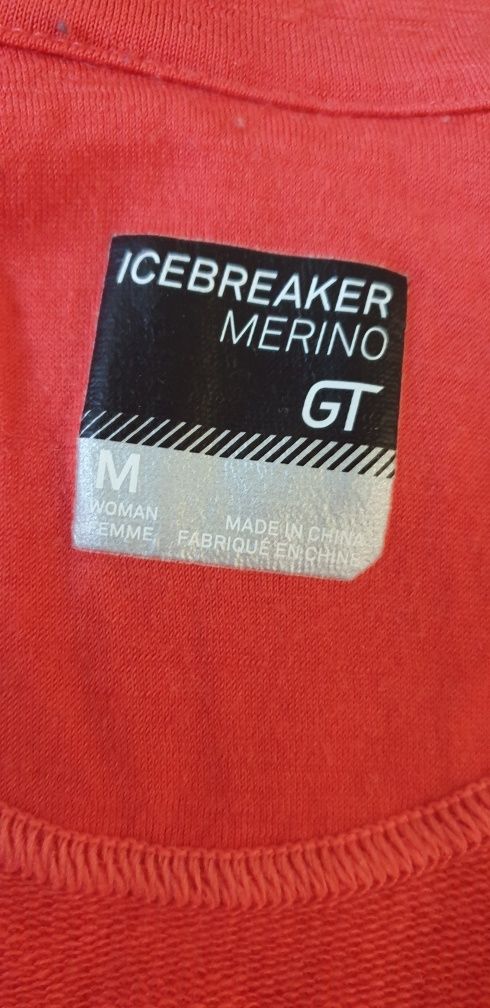 ICEBREAKER
MERINO
GT
M
WOMAN
FEMME
MADE IN CHINA
FABRIQUÉ EN CHINE